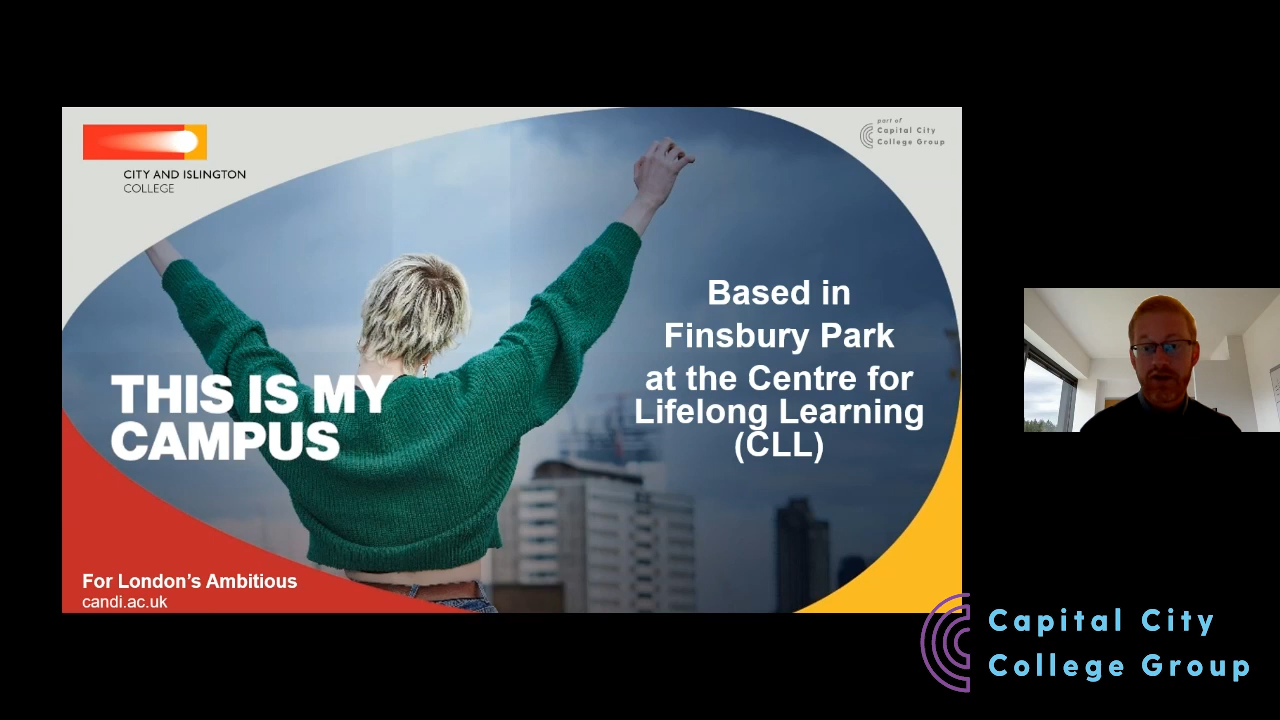 CITY AND ISLINGTON
COLLEGE
part of
Capital City
College Group
Based in
Finsbury Park
at the Centre for
Lifelong Learning
(CLL)
THIS IS MY
CAMPUS
For London's Ambitious
candi.ac.uk
Capital City
College Group